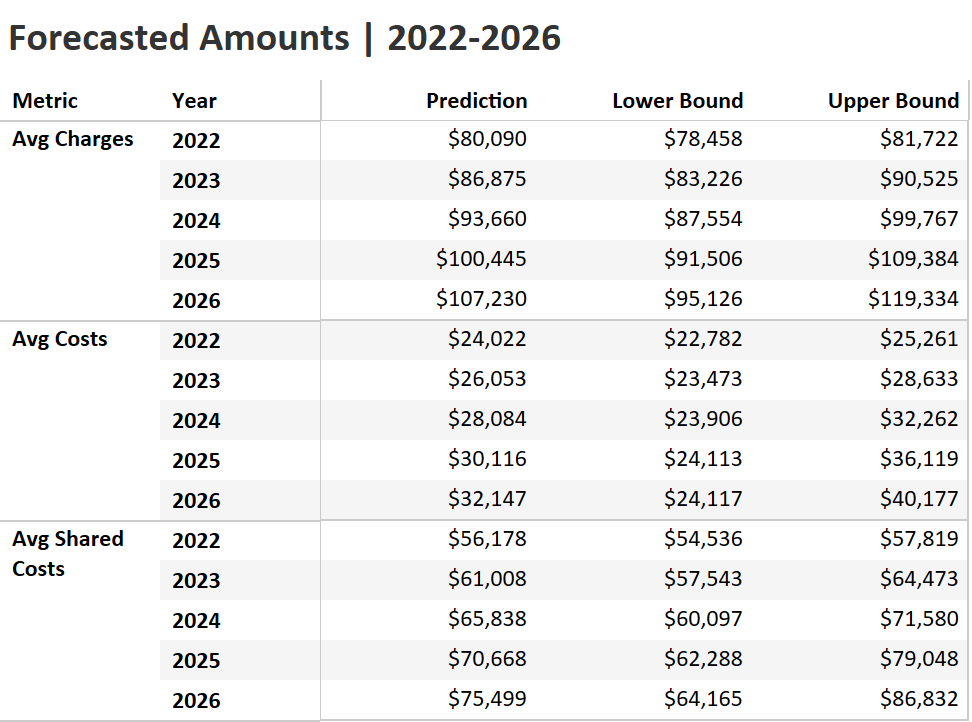 Forecasted Amounts | 2022-2026
Metric Year Prediction Lower Bound Upper Bound
Avg Charges 2022 $80,090 $78,458 $81,722
2023 $86,875 $83,226 $90,525
2024 $93,660 $87,554 $99,767
2025 $100,445 $91,506 $109,384
2026 $107,230 $95,126 $119,334
Avg Costs 2022 $24,022 $22,782 $25,261
2023 $26,053 $23,473 $28,633
2024 $28,084 $23,906 $32,262
2025 $30,116 $24,113 $36,119
2026 $32,147 $24,117 $40,177
Avg Shared 2022 $56,178 $54,536 $57,819
Costs 2023 $61,008 $57,543 $64,473
2024 $65,838 $60,097 $71,580
2025 $70,668 $62,288 $79,048
2026 $75,499 $64,165 $86,832